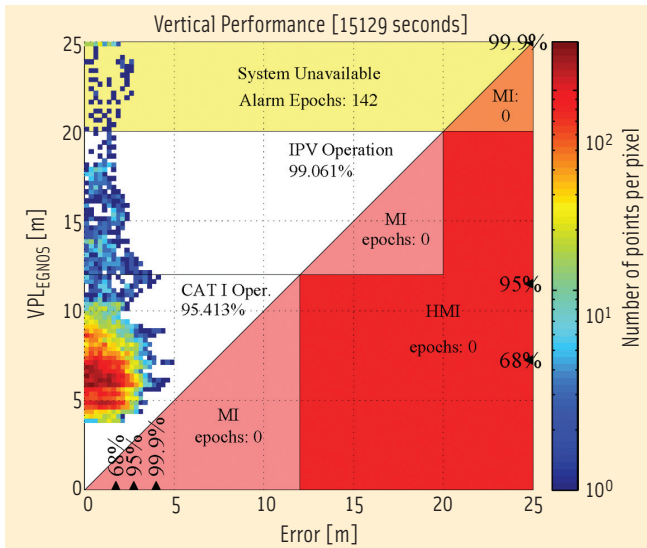 Vertical Performance [15129 seconds]
25
20
15
10
5
0
VPL_EGNOS [m]
System Unavailable
Alarm Epochs: 142
99.9%
MI:
0
IPV Operation
99.061%
MI
epochs: 0
CAT I Oper.
95.413%
95%
HMI
epochs: 0
68%
MI
epochs: 0
68%
95%
99.9%
0
5
10
15
20
25
Error [m]
10²
10¹
10⁰
Number of points per pixel